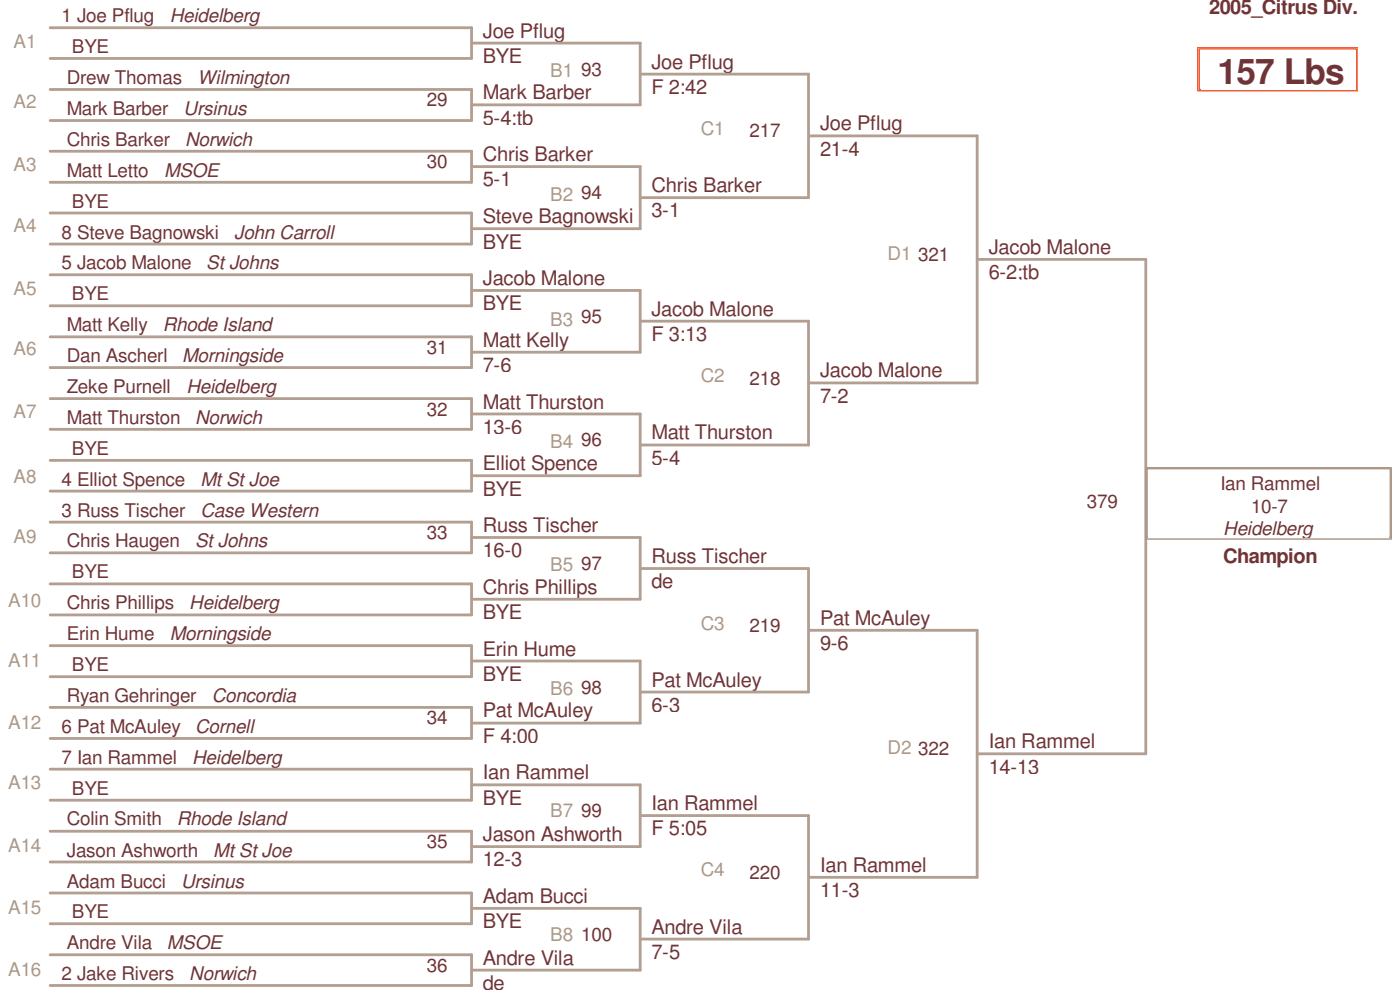 2005_Citrus Div.
157 Lbs
1 Joe Pflug Heidelberg
A1
BYE
Drew Thomas Wilmington
A2
29
Mark Barber Ursinus
Chris Barker Norwich
A3
30
Matt Letto MSOE
BYE
A4
8 Steve Bagnowski John Carroll
5 Jacob Malone St Johns
A5
BYE
Matt Kelly Rhode Island
A6
31
Dan Ascherl Morningside
Zeke Purnell Heidelberg
A7
32
Matt Thurston Norwich
BYE
A8
4 Elliot Spence Mt St Joe
3 Russ Tischer Case Western
A9
33
Chris Haugen St Johns
BYE
A10
Chris Phillips Heidelberg
Erin Hume Morningside
A11
BYE
Ryan Gehringer Concordia
A12
34
6 Pat McAuley Cornell
7 Ian Rammel Heidelberg
A13
BYE
Colin Smith Rhode Island
A14
35
Jason Ashworth Mt St Joe
Adam Bucci Ursinus
A15
BYE
Andre Vila MSOE
A16
36
2 Jake Rivers Norwich
Joe Pflug
BYE
B1 93
Mark Barber
5-4:tb
Chris Barker
5-1
B2 94
Steve Bagnowski
BYE
Jacob Malone
BYE
B3 95
Matt Kelly
7-6
Matt Thurston
13-6
B4 96
Elliot Spence
BYE
Russ Tischer
16-0
B5 97
Chris Phillips
BYE
Erin Hume
BYE
B6 98
Pat McAuley
F 4:00
Ian Rammel
BYE
B7 99
Jason Ashworth
12-3
Adam Bucci
BYE
B8 100
Andre Vila
de
Joe Pflug
F 2:42
C1 217
Chris Barker
3-1
Jacob Malone
F 3:13
C2 218
Matt Thurston
5-4
Russ Tischer
de
C3 219
Pat McAuley
6-3
Ian Rammel
F 5:05
C4 220
Andre Vila
7-5
Joe Pflug
21-4
D1 321
Jacob Malone
7-2
Pat McAuley
9-6
D2 322
Ian Rammel
11-3
Jacob Malone
6-2:tb
379
Ian Rammel
14-13
Ian Rammel
10-7
Heidelberg
Champion